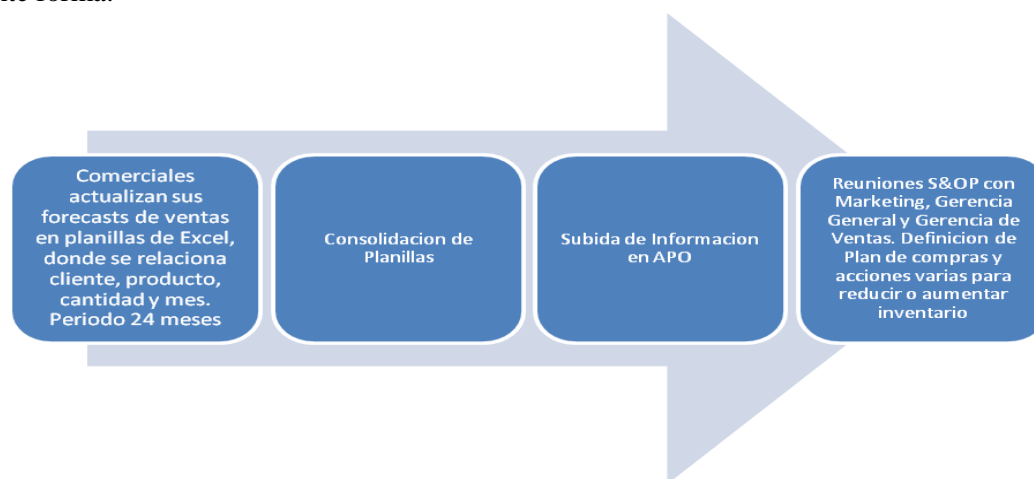 Comerciales
actualizan sus
forecasts de ventas
en planillas de Excel,
donde se relaciona
cliente, producto,
cantidad y mes.
Periodo 24 meses
Consolidacion de
Planillas
Subida de Informacion
en APO
Reuniones S&OP con
Marketing, Gerencia
General y Gerencia de
Ventas. Definicion de
Plan de compras y
acciones varias para
reducir o aumentar
inventario